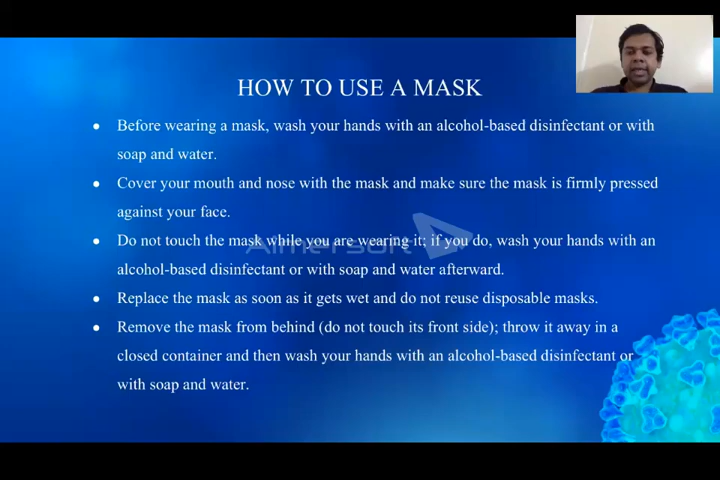 HOW TO USE A MASK
● Before wearing a mask, wash your hands with an alcohol-based disinfectant or with
soap and water.
● Cover your mouth and nose with the mask and make sure the mask is firmly pressed
against your face.
● Do not touch the mask while you are wearing it; if you do, wash your hands with an
alcohol-based disinfectant or with soap and water afterward.
Aimersoft
● Replace the mask as soon as it gets wet and do not reuse disposable masks.
● Remove the mask from behind (do not touch its front side); throw it away in a
closed container and then wash your hands with an alcohol-based disinfectant or
with soap and water.